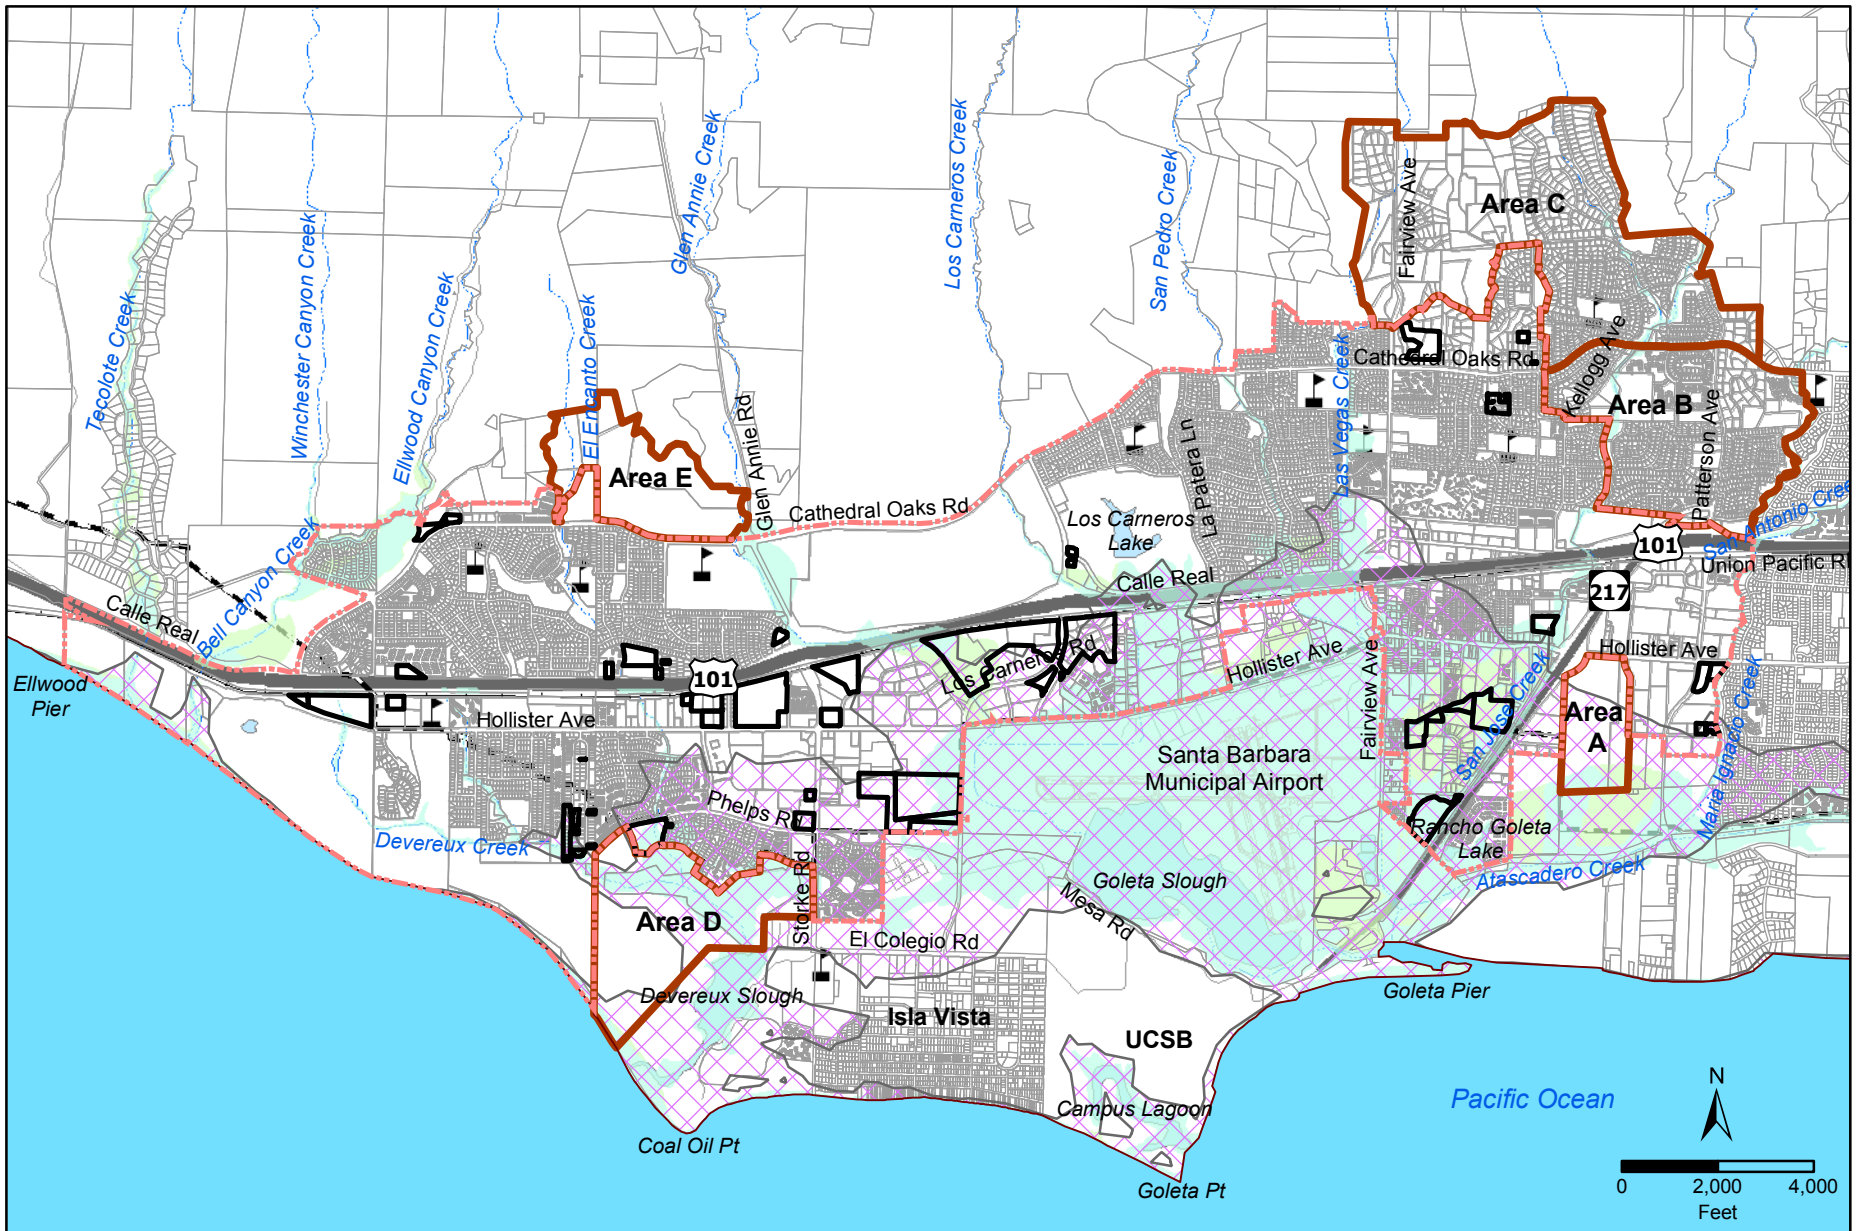 Tecolote Creek
Winchester Canyon Creek
Ellwood Canyon Creek
El Encanto Creek
Glen Annie Creek
Los Carneros Creek
San Pedro Creek
Fairview Ave
Area C
Las Vegas Creek
Cathedral Oaks Rd
Kellogg Ave
Area B
Patterson Ave
Area E
Glen Annie Rd
Cathedral Oaks Rd
La Patera Ln
Los Carneros
Lake
San Antonio Cree
101
Union Pacific R
217
Bell Canyon Creek
Calle Real
Calle Real
Hollister Ave
Ellwood
Pier
101
Los Carneros Rd
Hollister Ave
Fairview Ave
San Jose Creek
Area
A
Maria Ignacio Creek
Hollister Ave
Santa Barbara
Municipal Airport
Phelps Rd
Devereux Creek
Rancho Goleta
Lake
Atascadero Creek
Goleta Slough
Mesa Rd
Storke Rd
Area D
El Colegio Rd
Devereux Slough
Isla Vista
UCSB
Goleta Pier
Campus Lagoon
Pacific Ocean
N
Coal Oil Pt
Goleta Pt
0 2,000 4,000
Feet